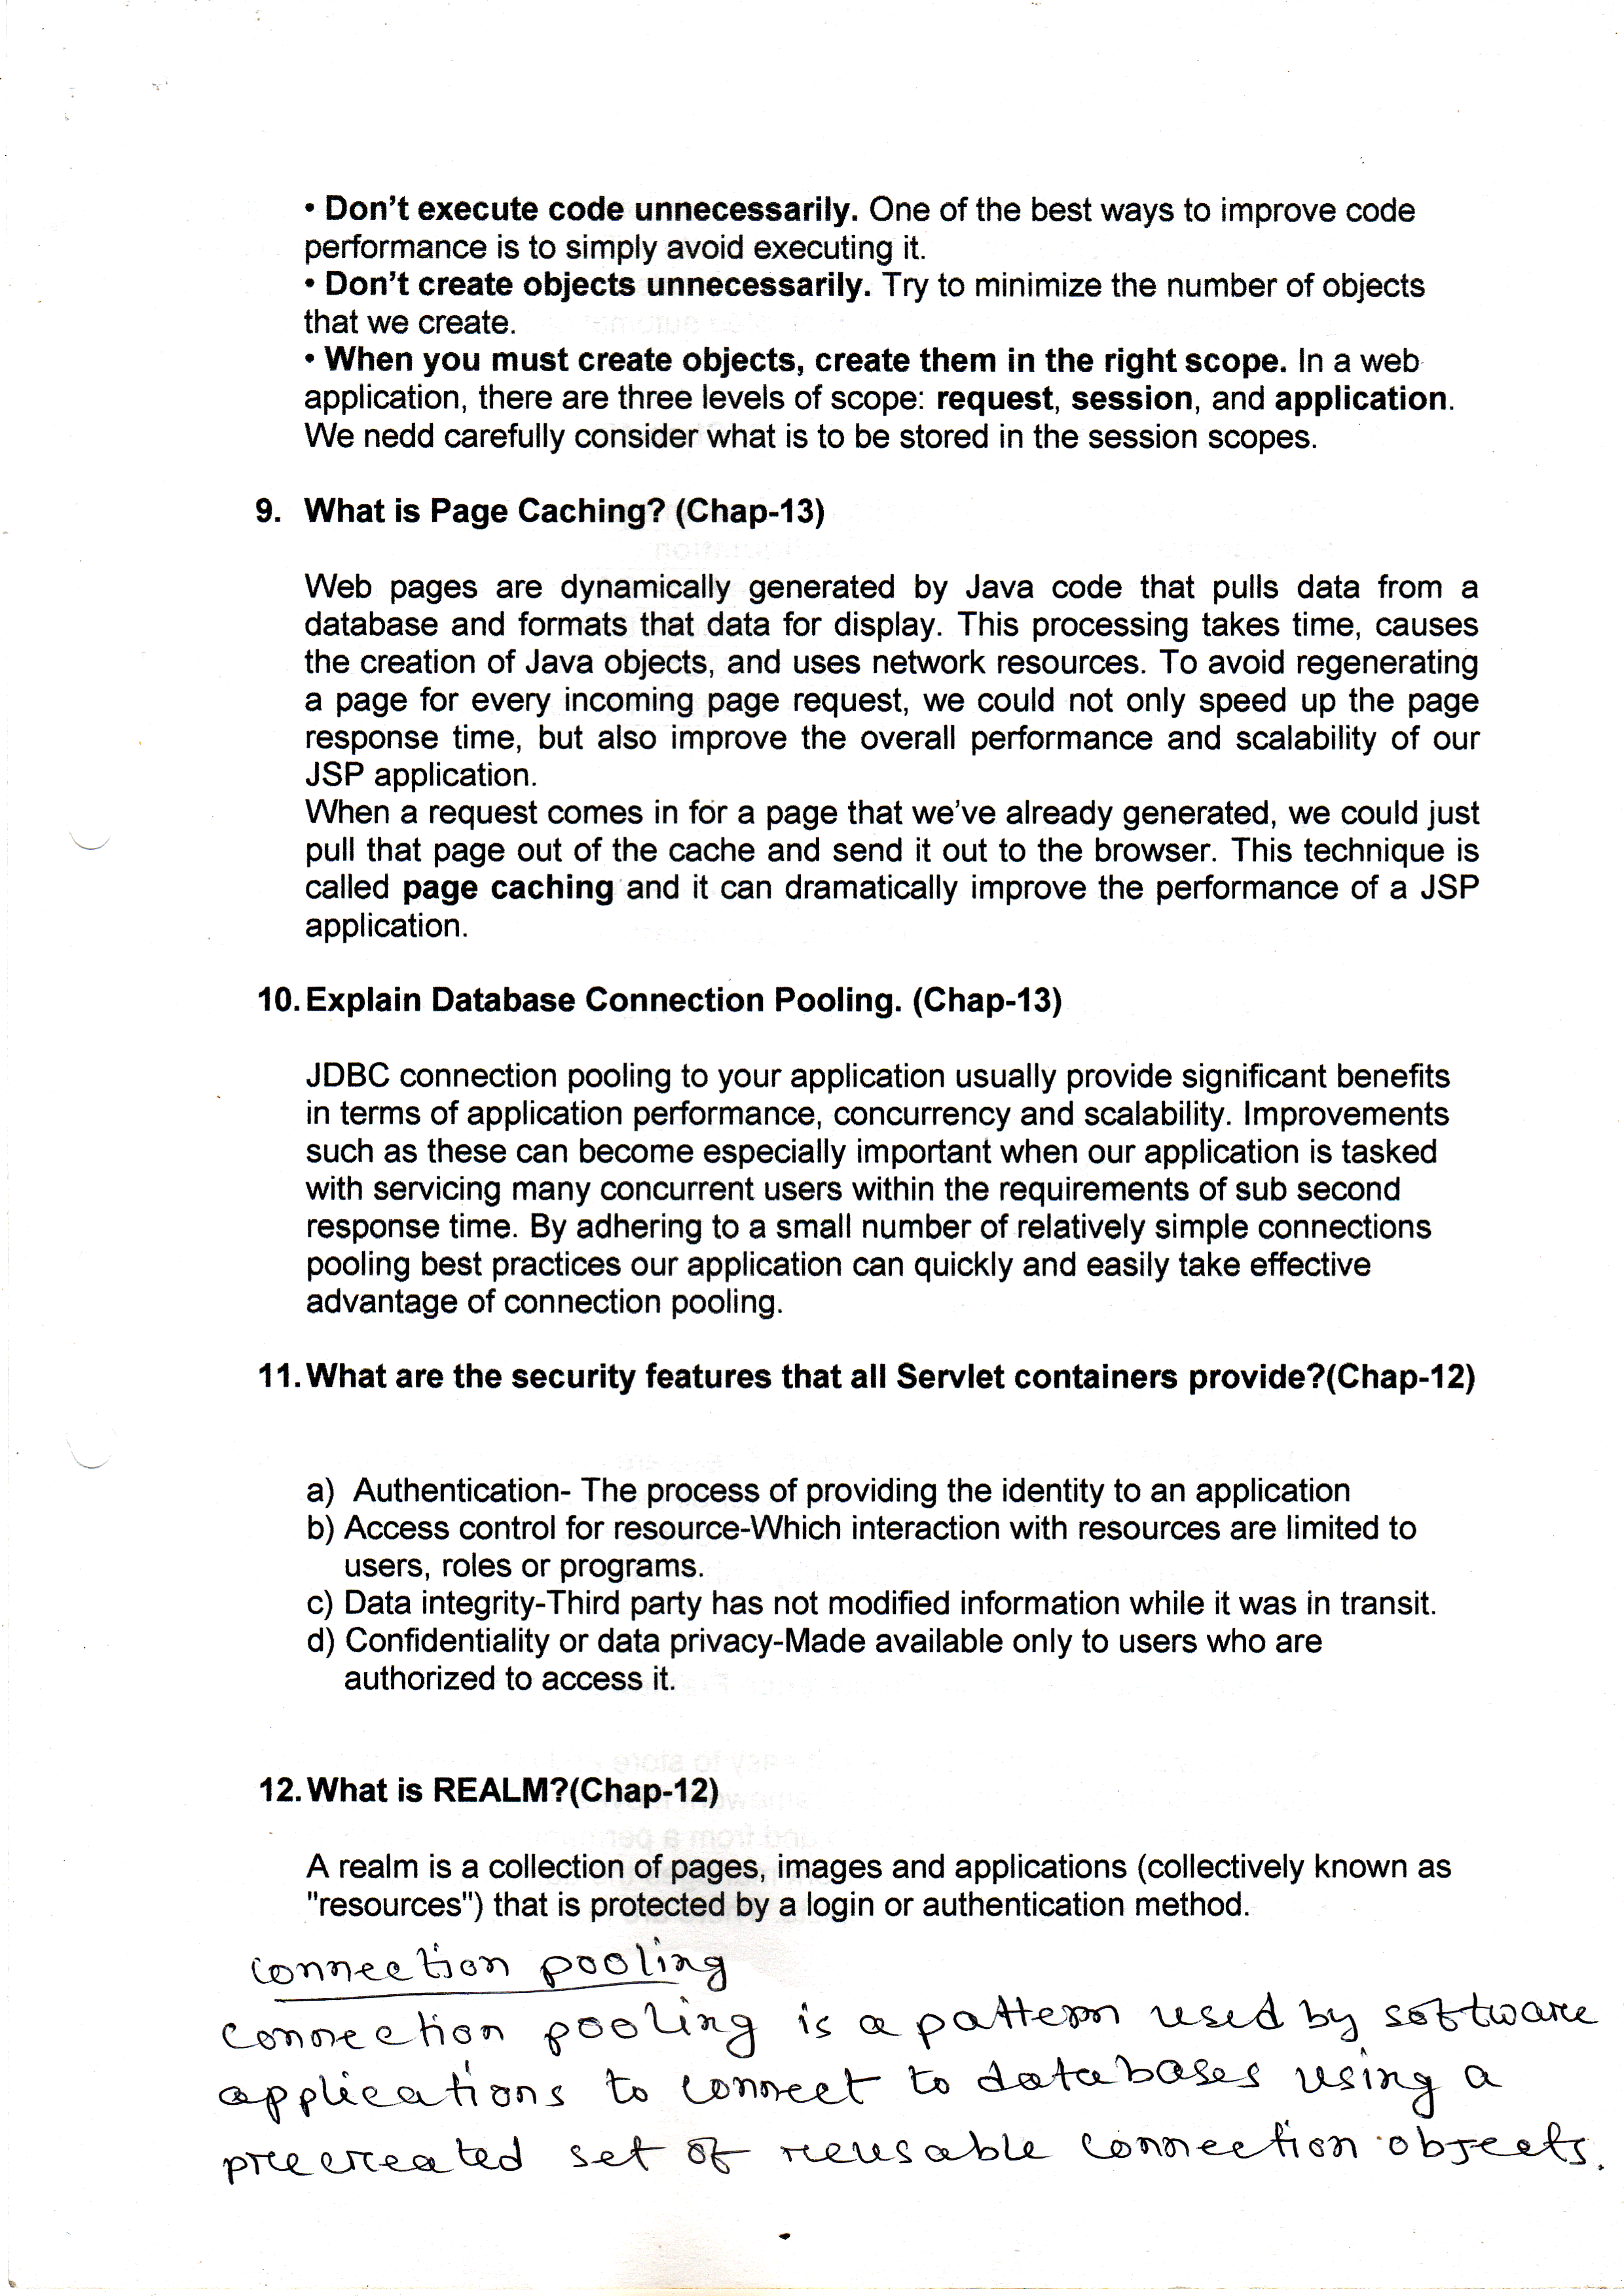 • Don't execute code unnecessarily. One of the best ways to improve code
performance is to simply avoid executing it.
• Don't create objects unnecessarily. Try to minimize the number of objects
that we create.
• When you must create objects, create them in the right scope. In a web
application, there are three levels of scope: request, session, and application.
We nedd carefully consider what is to be stored in the session scopes.
9. What is Page Caching? (Chap-13)
Web pages are dynamically generated by Java code that pulls data from a
database and formats that data for display. This processing takes time, causes
the creation of Java objects, and uses network resources. To avoid regenerating
a page for every incoming page request, we could not only speed up the page
response time, but also improve the overall performance and scalability of our
JSP application.
When a request comes in for a page that we've already generated, we could just
pull that page out of the cache and send it out to the browser. This technique is
called page caching and it can dramatically improve the performance of a JSP
application.
10. Explain Database Connection Pooling. (Chap-13)
JDBC connection pooling to your application usually provide significant benefits
in terms of application performance, concurrency and scalability. Improvements
such as these can become especially important when our application is tasked
with servicing many concurrent users within the requirements of sub second
response time. By adhering to a small number of relatively simple connections
pooling best practices our application can quickly and easily take effective
advantage of connection pooling.
11. What are the security features that all Servlet containers provide?(Chap-12)
a) Authentication- The process of providing the identity to an application
b) Access control for resource-Which interaction with resources are limited to
users, roles or programs.
c) Data integrity-Third party has not modified information while it was in transit.
d) Confidentiality or data privacy-Made available only to users who are
authorized to access it.
12. What is REALM?(Chap-12)
A realm is a collection of pages, images and applications (collectively known as
"resources") that is protected by a login or authentication method.
Connection pooling
Connection pooling is a pattern used by software
applications to connect to databases using a
precreated set of reusable connection objects.